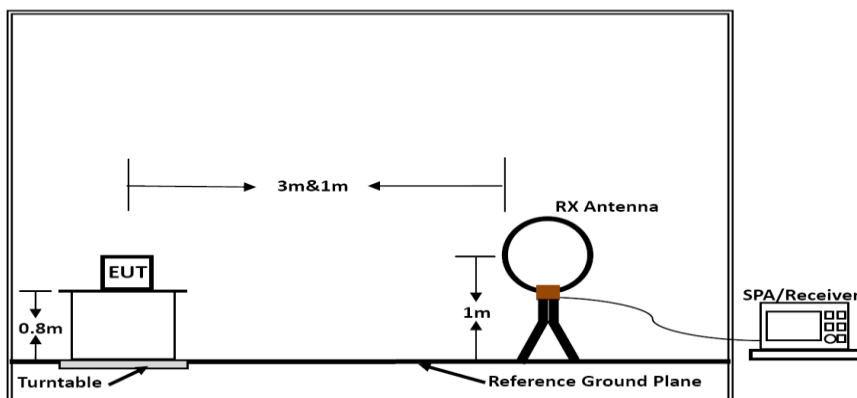 3m&1m
RX Antenna
EUT
SPA/Receiver
0.8m
1m
Turntable
Reference Ground Plane